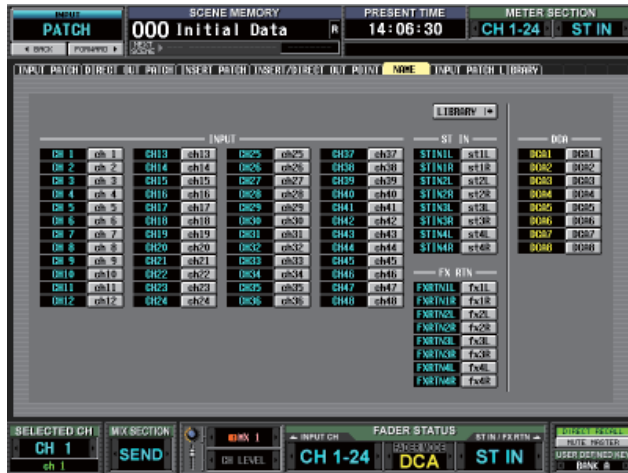 INPUT
PATCH
BACK
FORWARD
SCENE MEMORY
000 Initial Data
R
PRESENT TIME
14:06:30
METER SECTION
CH 1-24
ST IN
INPUT PATCH
DIRECT OUT PATCH
INSERT PATCH
INSERT/DIRECT OUT POINT
NAME
INPUT PATCH LIBRARY
LIBRARY
INPUT
ST IN
DCA
CH 1 ch 1 CH13 ch13 CH25 ch25 CH37 ch37 STIN1L st1L DCA1 DCA1
CH 2 ch 2 CH14 ch14 CH26 ch26 CH38 ch38 STIN1R st1R DCA2 DCA2
CH 3 ch 3 CH15 ch15 CH27 ch27 CH39 ch39 STIN2L st2L DCA3 DCA3
CH 4 ch 4 CH16 ch16 CH28 ch28 CH40 ch40 STIN2R st2R DCA4 DCA4
CH 5 ch 5 CH17 ch17 CH29 ch29 CH41 ch41 STIN3L st3L DCA5 DCA5
CH 6 ch 6 CH18 ch18 CH30 ch30 CH42 ch42 STIN3R st3R DCA6 DCA6
CH 7 ch 7 CH19 ch19 CH31 ch31 CH43 ch43 STIN4L st4L DCA7 DCA7
CH 8 ch 8 CH20 ch20 CH32 ch32 CH44 ch44 STIN4R st4R DCA8 DCA8
CH 9 ch 9 CH21 ch21 CH33 ch33 CH45 ch45
CH10 ch10 CH22 ch22 CH34 ch34 CH46 ch46 FX RTN
CH11 ch11 CH23 ch23 CH35 ch35 CH47 ch47 FXRTN1L fx1L
CH12 ch12 CH24 ch24 CH36 ch36 CH48 ch48 FXRTN1R fx1R
FXRTN2L fx2L
FXRTN2R fx2R
FXRTN3L fx3L
FXRTN3R fx3R
FXRTN4L fx4L
FXRTN4R fx4R
SELECTED CH
CH 1
ch 1
MIX SECTION
SEND
MIX 1
CH LEVEL
FADER STATUS
INPUT CH
CH 1-24
FADER MODE
DCA
ST IN / FX RTN
ST IN
DIRECT RECALL
MUTE MASTER
USER DEFINED KEY
BANK A